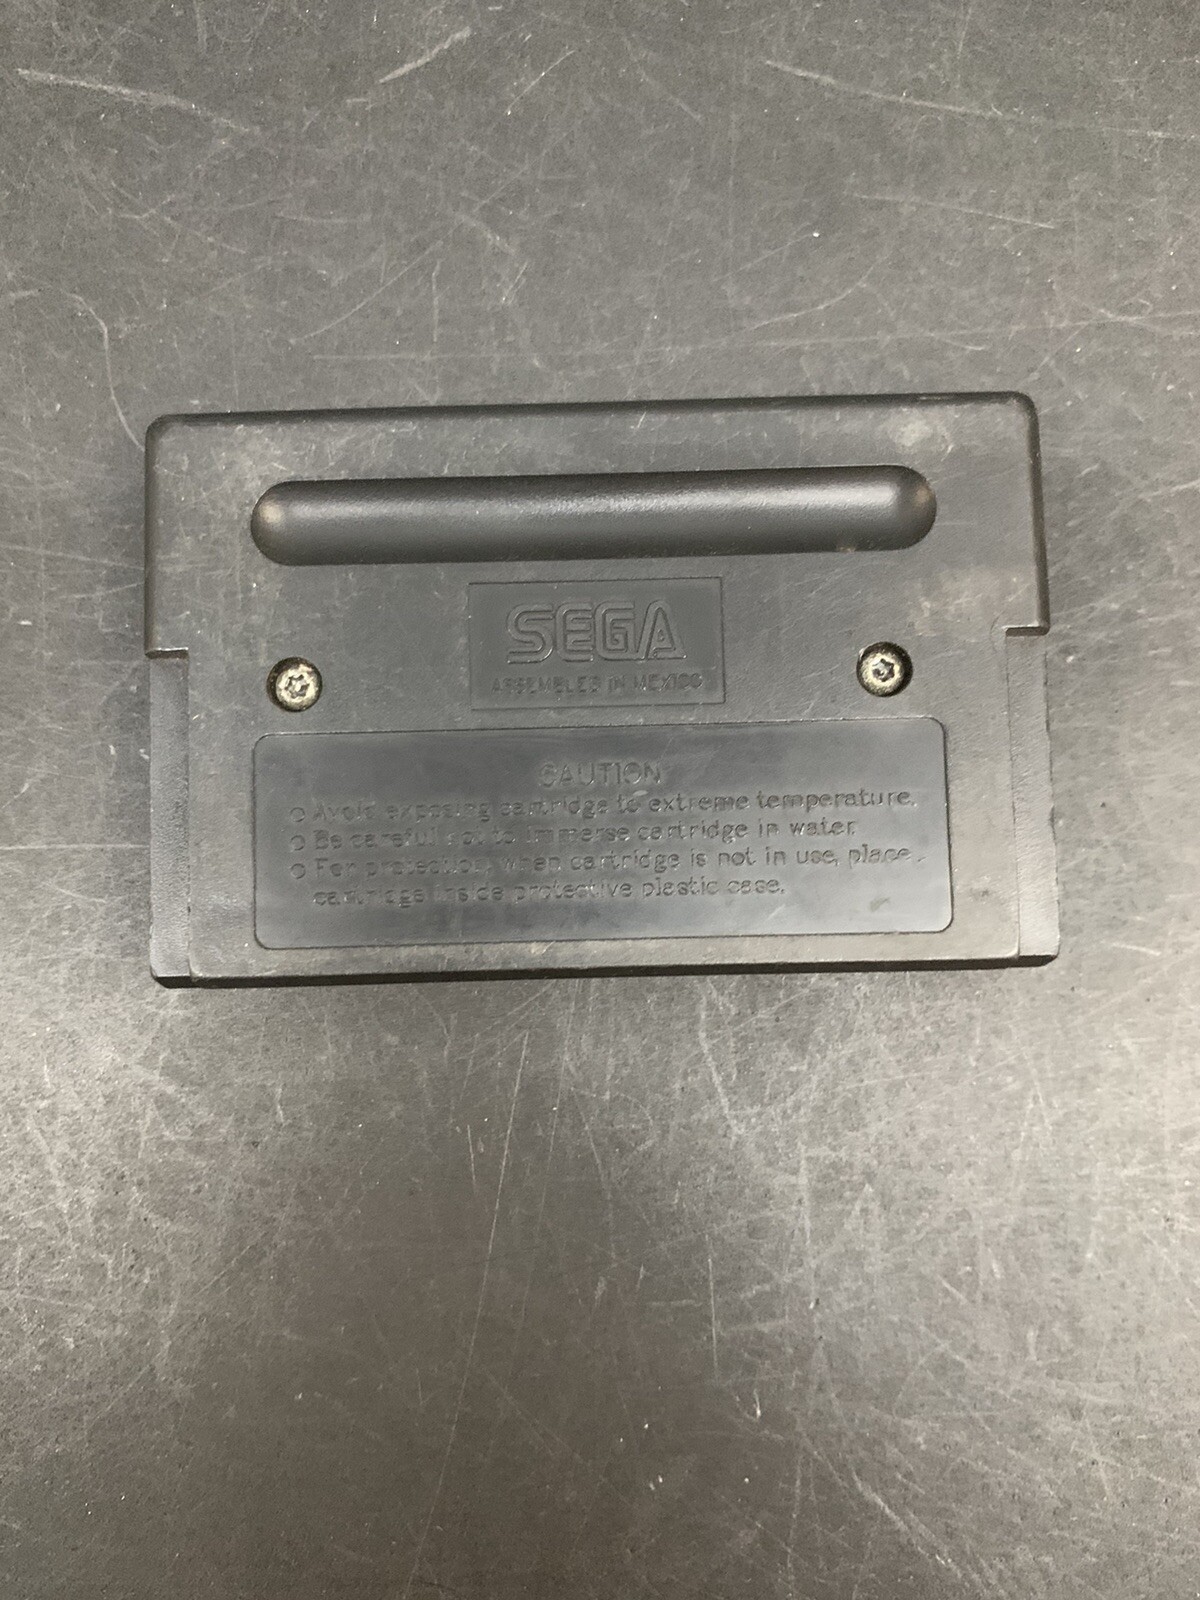 SEGA
ASSEMBLED IN MEXICO
CAUTION
Avoid exposing cartridge to extreme temperature.
Be careful not to immerse cartridge in water.
For protection, when cartridge is not in use, place
cartridge inside protective plastic case.